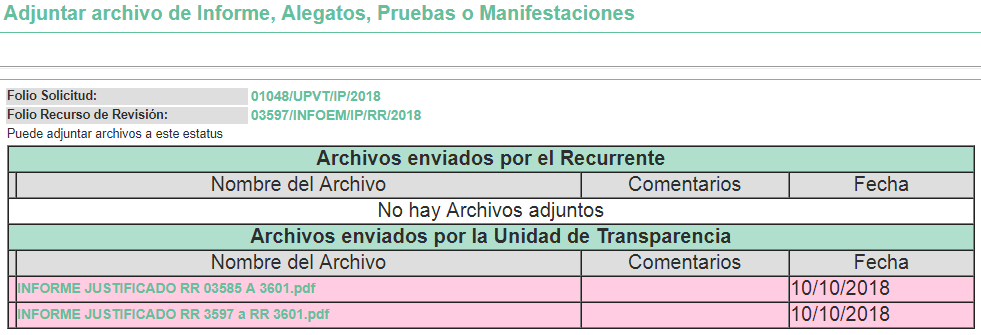 Adjuntar archivo de Informe, Alegatos, Pruebas o Manifestaciones
Folio Solicitud: 01048/UPVT/IP/2018
Folio Recurso de Revisión: 03597/INFOEM/IP/RR/2018
Puede adjuntar archivos a este estatus
Archivos enviados por el Recurrente
Nombre del Archivo Comentarios Fecha
No hay Archivos adjuntos
Archivos enviados por la Unidad de Transparencia
Nombre del Archivo Comentarios Fecha
INFORME JUSTIFICADO RR 03585 A 3601.pdf 10/10/2018
INFORME JUSTIFICADO RR 3597 a RR 3601.pdf 10/10/2018